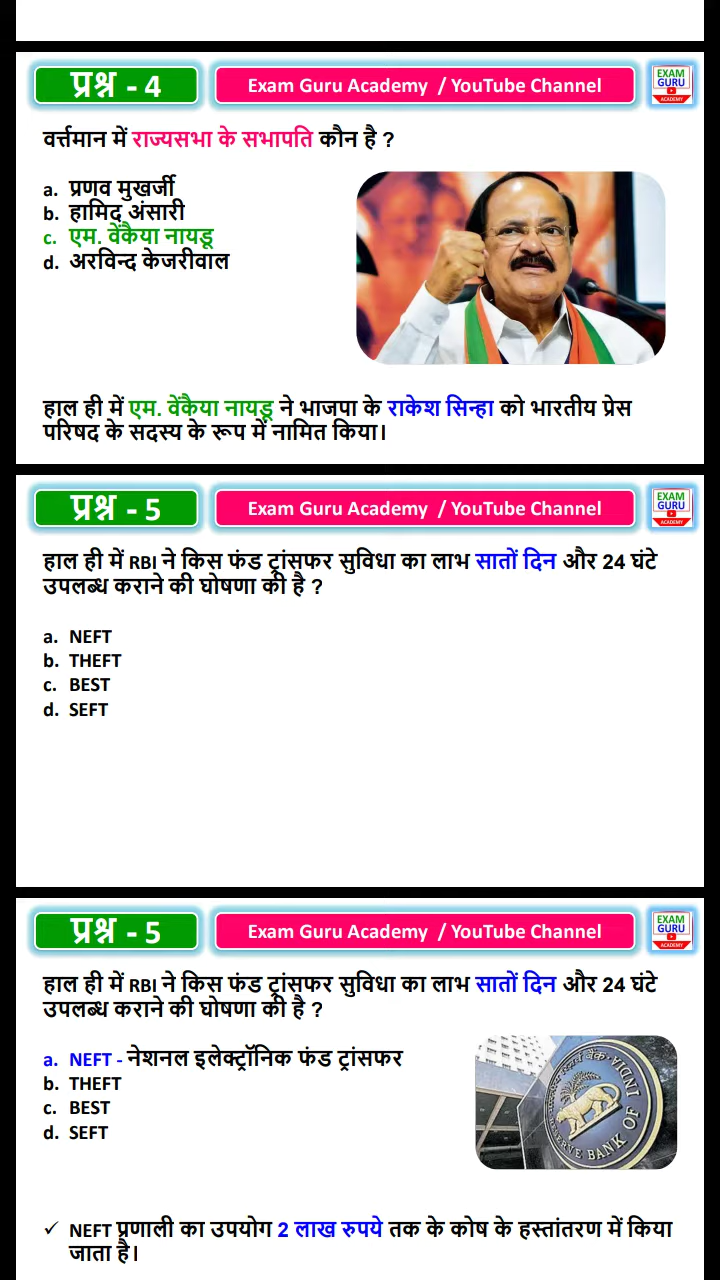 प्रश्न - 4
Exam Guru Academy / YouTube Channel
EXAM
GURU
ACADEMY
वर्त्तमान में राज्यसभा के सभापति कौन है ?
a. प्रणव मुखर्जी
b. हामिद अंसारी
c. एम. वेंकैया नायडू
d. अरविन्द केजरीवाल
हाल ही में एम. वेंकैया नायडू ने भाजपा के राकेश सिन्हा को भारतीय प्रेस
परिषद के सदस्य के रूप में नामित किया।
प्रश्न - 5
Exam Guru Academy / YouTube Channel
EXAM
GURU
ACADEMY
हाल ही में RBI ने किस फंड ट्रांसफर सुविधा का लाभ सातों दिन और 24 घंटे
उपलब्ध कराने की घोषणा की है ?
a. NEFT
b. THEFT
c. BEST
d. SEFT
प्रश्न - 5
Exam Guru Academy / YouTube Channel
EXAM
GURU
ACADEMY
हाल ही में RBI ने किस फंड ट्रांसफर सुविधा का लाभ सातों दिन और 24 घंटे
उपलब्ध कराने की घोषणा की है ?
a. NEFT - नेशनल इलेक्ट्रॉनिक फंड ट्रांसफर
b. THEFT
c. BEST
d. SEFT
RESERVE BANK OF INDIA
✓ NEFT प्रणाली का उपयोग 2 लाख रुपये तक के कोष के हस्तांतरण में किया
जाता है।